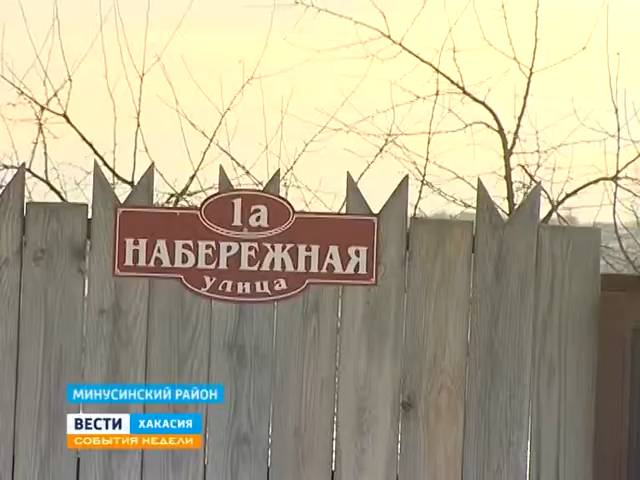 1а
НАБЕРЕЖНАЯ
улица
МИНУСИНСКИЙ РАЙОН
ВЕСТИ ХАКАСИЯ
СОБЫТИЯ НЕДЕЛИ